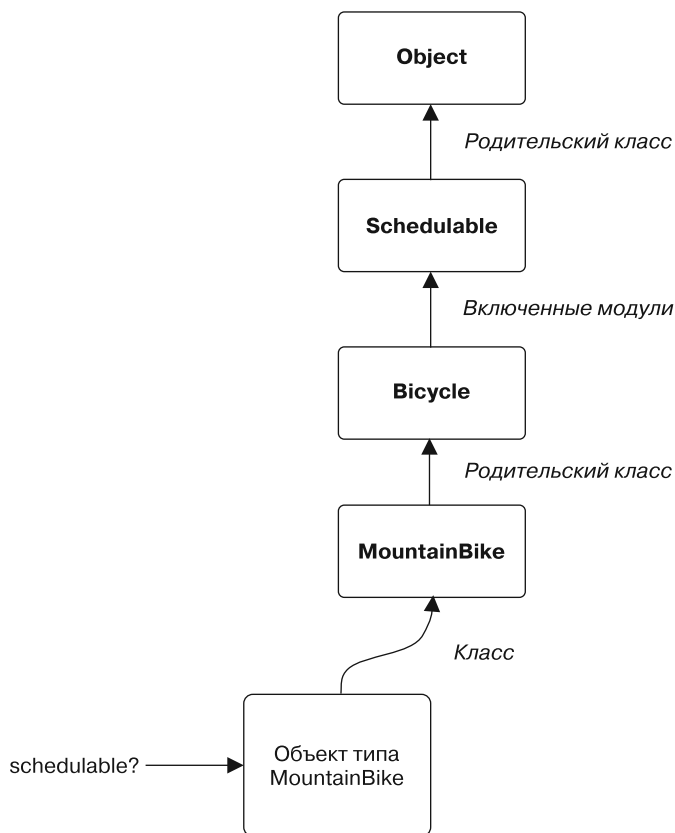 Object
Родительский класс
Schedulable
Включенные модули
Bicycle
Родительский класс
MountainBike
Класс
schedulable?
Объект типа
MountainBike